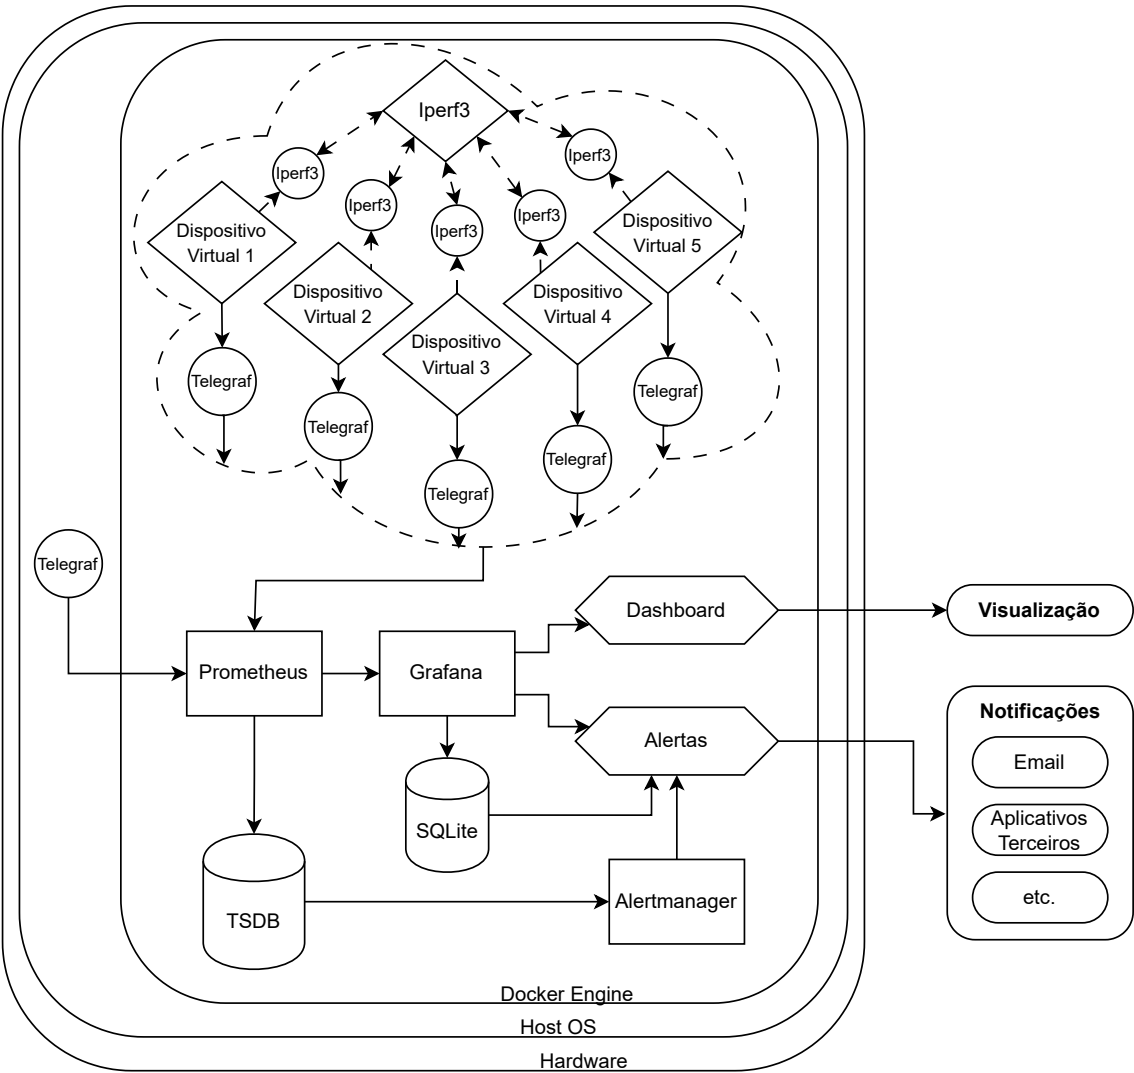 Iperf3
Iperf3
Iperf3
Iperf3
Iperf3
Iperf3
Dispositivo
Virtual 1
Dispositivo
Virtual 2
Dispositivo
Virtual 3
Dispositivo
Virtual 4
Dispositivo
Virtual 5
Telegraf
Telegraf
Telegraf
Telegraf
Telegraf
Telegraf
Prometheus
Grafana
Dashboard
Visualização
Alertas
Notificações
Email
Aplicativos
Terceiros
etc.
SQLite
TSDB
Alertmanager
Docker Engine
Host OS
Hardware